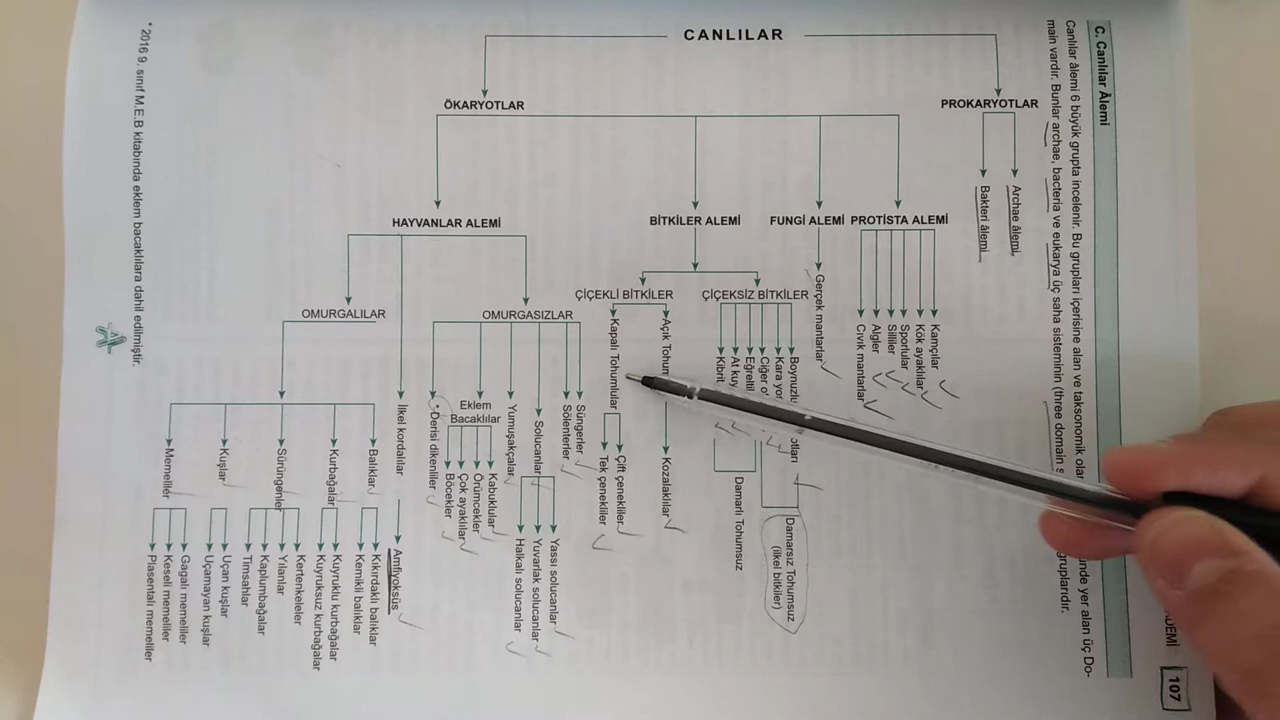 107
C. Canlılar Âlemi
Canlılar âlemi 6 büyük grupta incelenir. Bu grupları içerisine alan ve taksonomik olar
inde yer alan üç Do-
main vardır. Bunlar archae, bacteria ve eukarya üç saha sisteminin (three domain s
gruplarıdır.
CANLILAR
PROKARYOTLAR
Archae âlemi
Bakteri âlemi
ÖKARYOTLAR
PROTİSTA ALEMİ
Kamçılar
Kök ayaklılar
Sporlular
Silliler
Algler
Cıvık mantarlar
FUNGİ ALEMİ
Gerçek mantarlar
BİTKİLER ALEMİ
ÇİÇEKSİZ BİTKİLER
Damarsız Tohumsuz
(ilkel bitkiler)
Damarlı Tohumsuz
ÇİÇEKLİ BİTKİLER
Açık
Kozalaklılar
Kapalı Tohumlular
Çift çenekliler
Tek çenekliler
HAYVANLAR ALEMİ
OMURGASIZLAR
Süngerler
Sölenterler
Solucanlar
Yassı solucanlar
Yuvarlak solucanlar
Halkalı solucanlar
Yumuşakçalar
Eklem
Bacaklılar
Kabuklular
Örümcekler
Çok ayaklılar
Böcekler
*Derisi dikenliler
İlkel kordalılar
Amfiyoksüs
OMURGALILAR
Balıklar
Kıkırdaklı balıklar
Kemikli balıklar
Kurbağalar
Kuyruklu kurbağalar
Kuyruksuz kurbağalar
Sürüngenler
Kertenkeleler
Yılanlar
Kaplumbağalar
Timsahlar
Kuşlar
Uçan kuşlar
Uçamayan kuşlar
Memeliler
Gagalı memeliler
Keseli memeliler
Plasentalı memeliler
* 2016 9. sınıf M.E.B kitabında eklem bacaklılara dahil edilmiştir.